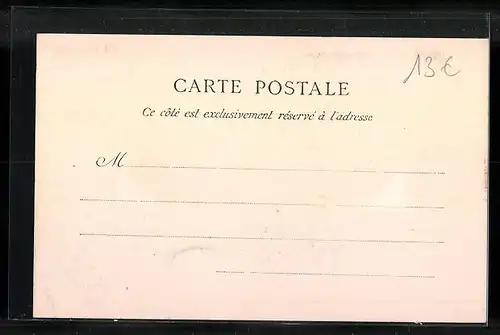 13€
CARTE POSTALE
Ce côté est exclusivement réservé à l'adresse
M